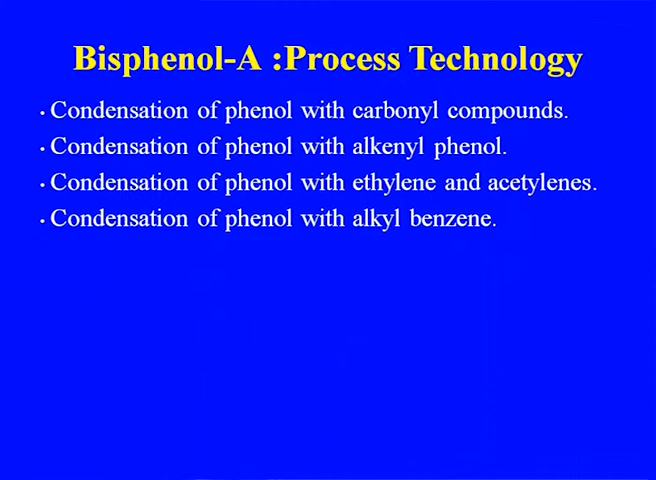 Bisphenol-A :Process Technology
• Condensation of phenol with carbonyl compounds.
• Condensation of phenol with alkenyl phenol.
• Condensation of phenol with ethylene and acetylenes.
• Condensation of phenol with alkyl benzene.